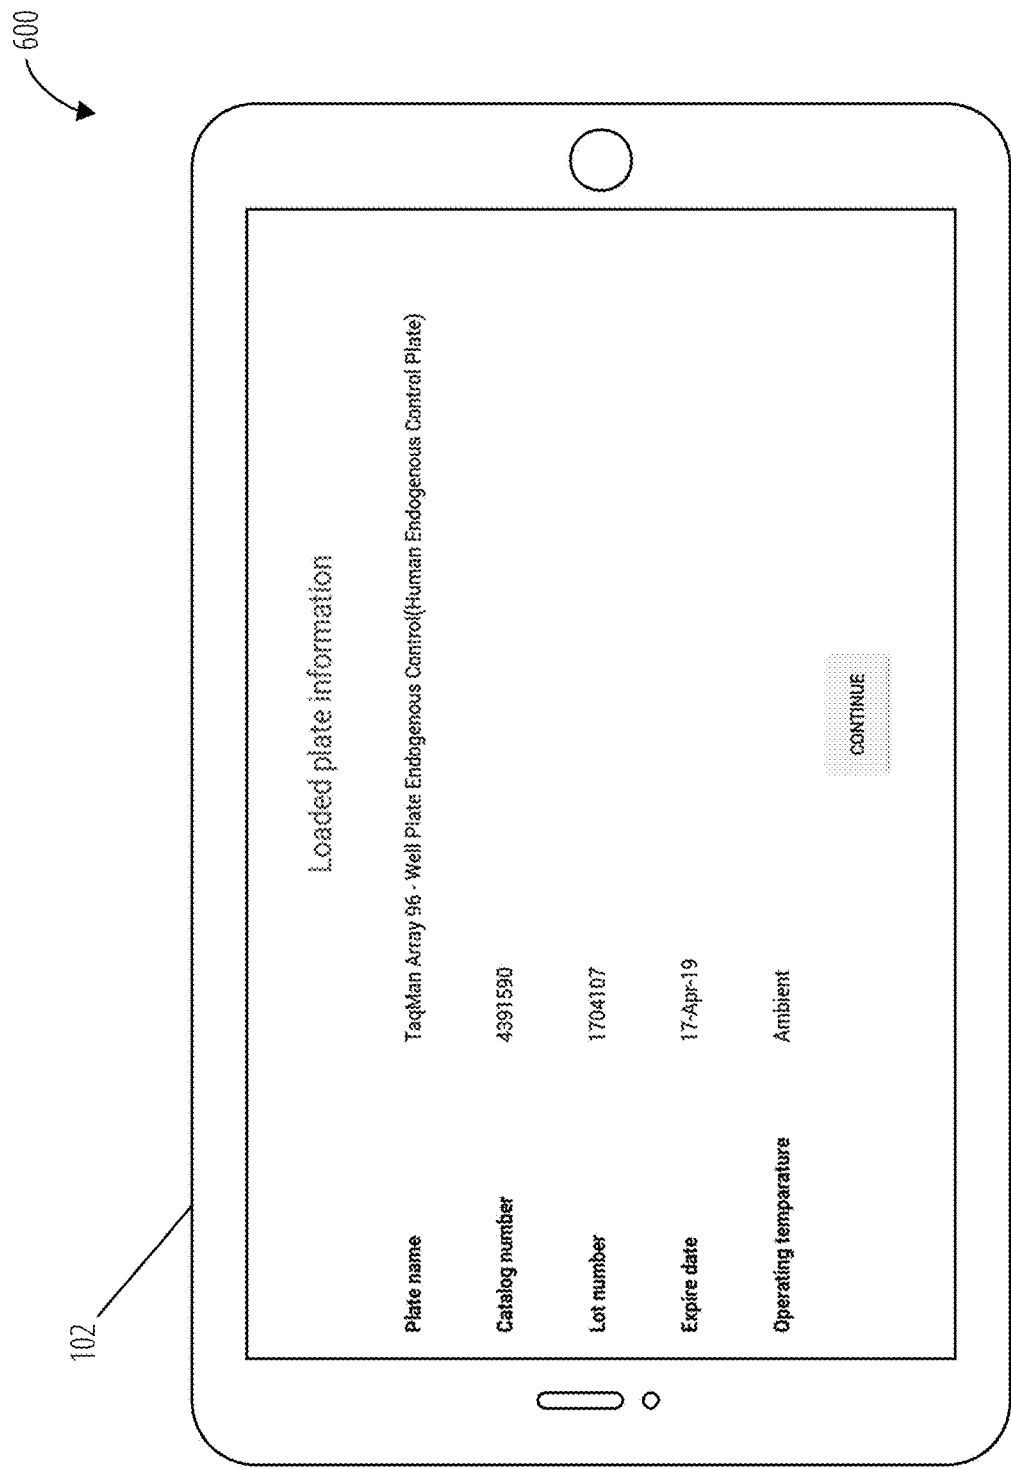 600
102
Loaded plate information
Plate name TaqMan Array 96 - Well Plate Endogenous Control(Human Endogenous Control Plate)
Catalog number 4391590
Lot number 1704107
Expire date 17-Apr-19
Operating temparature Ambient
CONTINUE